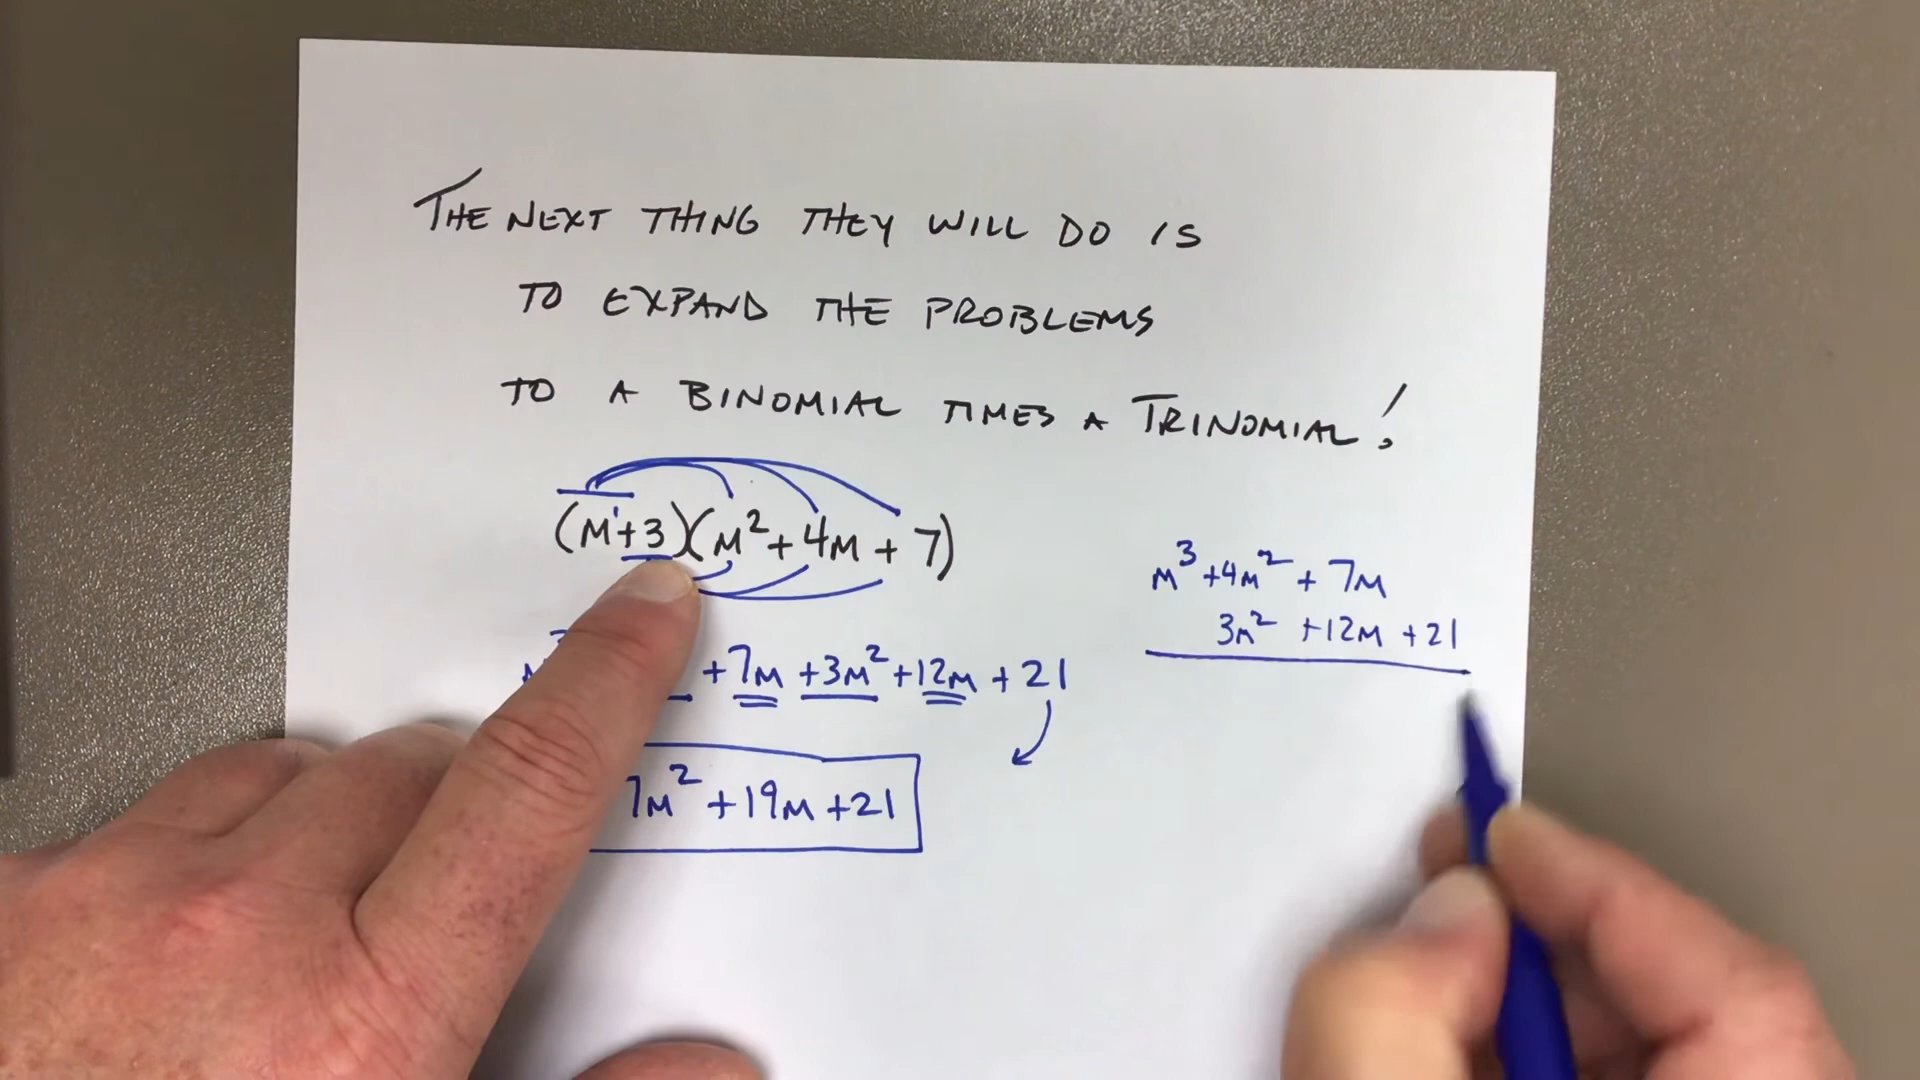 THE NEXT THING THEY WILL DO IS
TO EXPAND THE PROBLEMS
TO A BINOMIAL TIMES A TRINOMIAL!
(M+3)(M²+4M+7)
M³+4M²+7M
3M²+12M+21
+7M+3M²+12M+21
7M²+19M+21